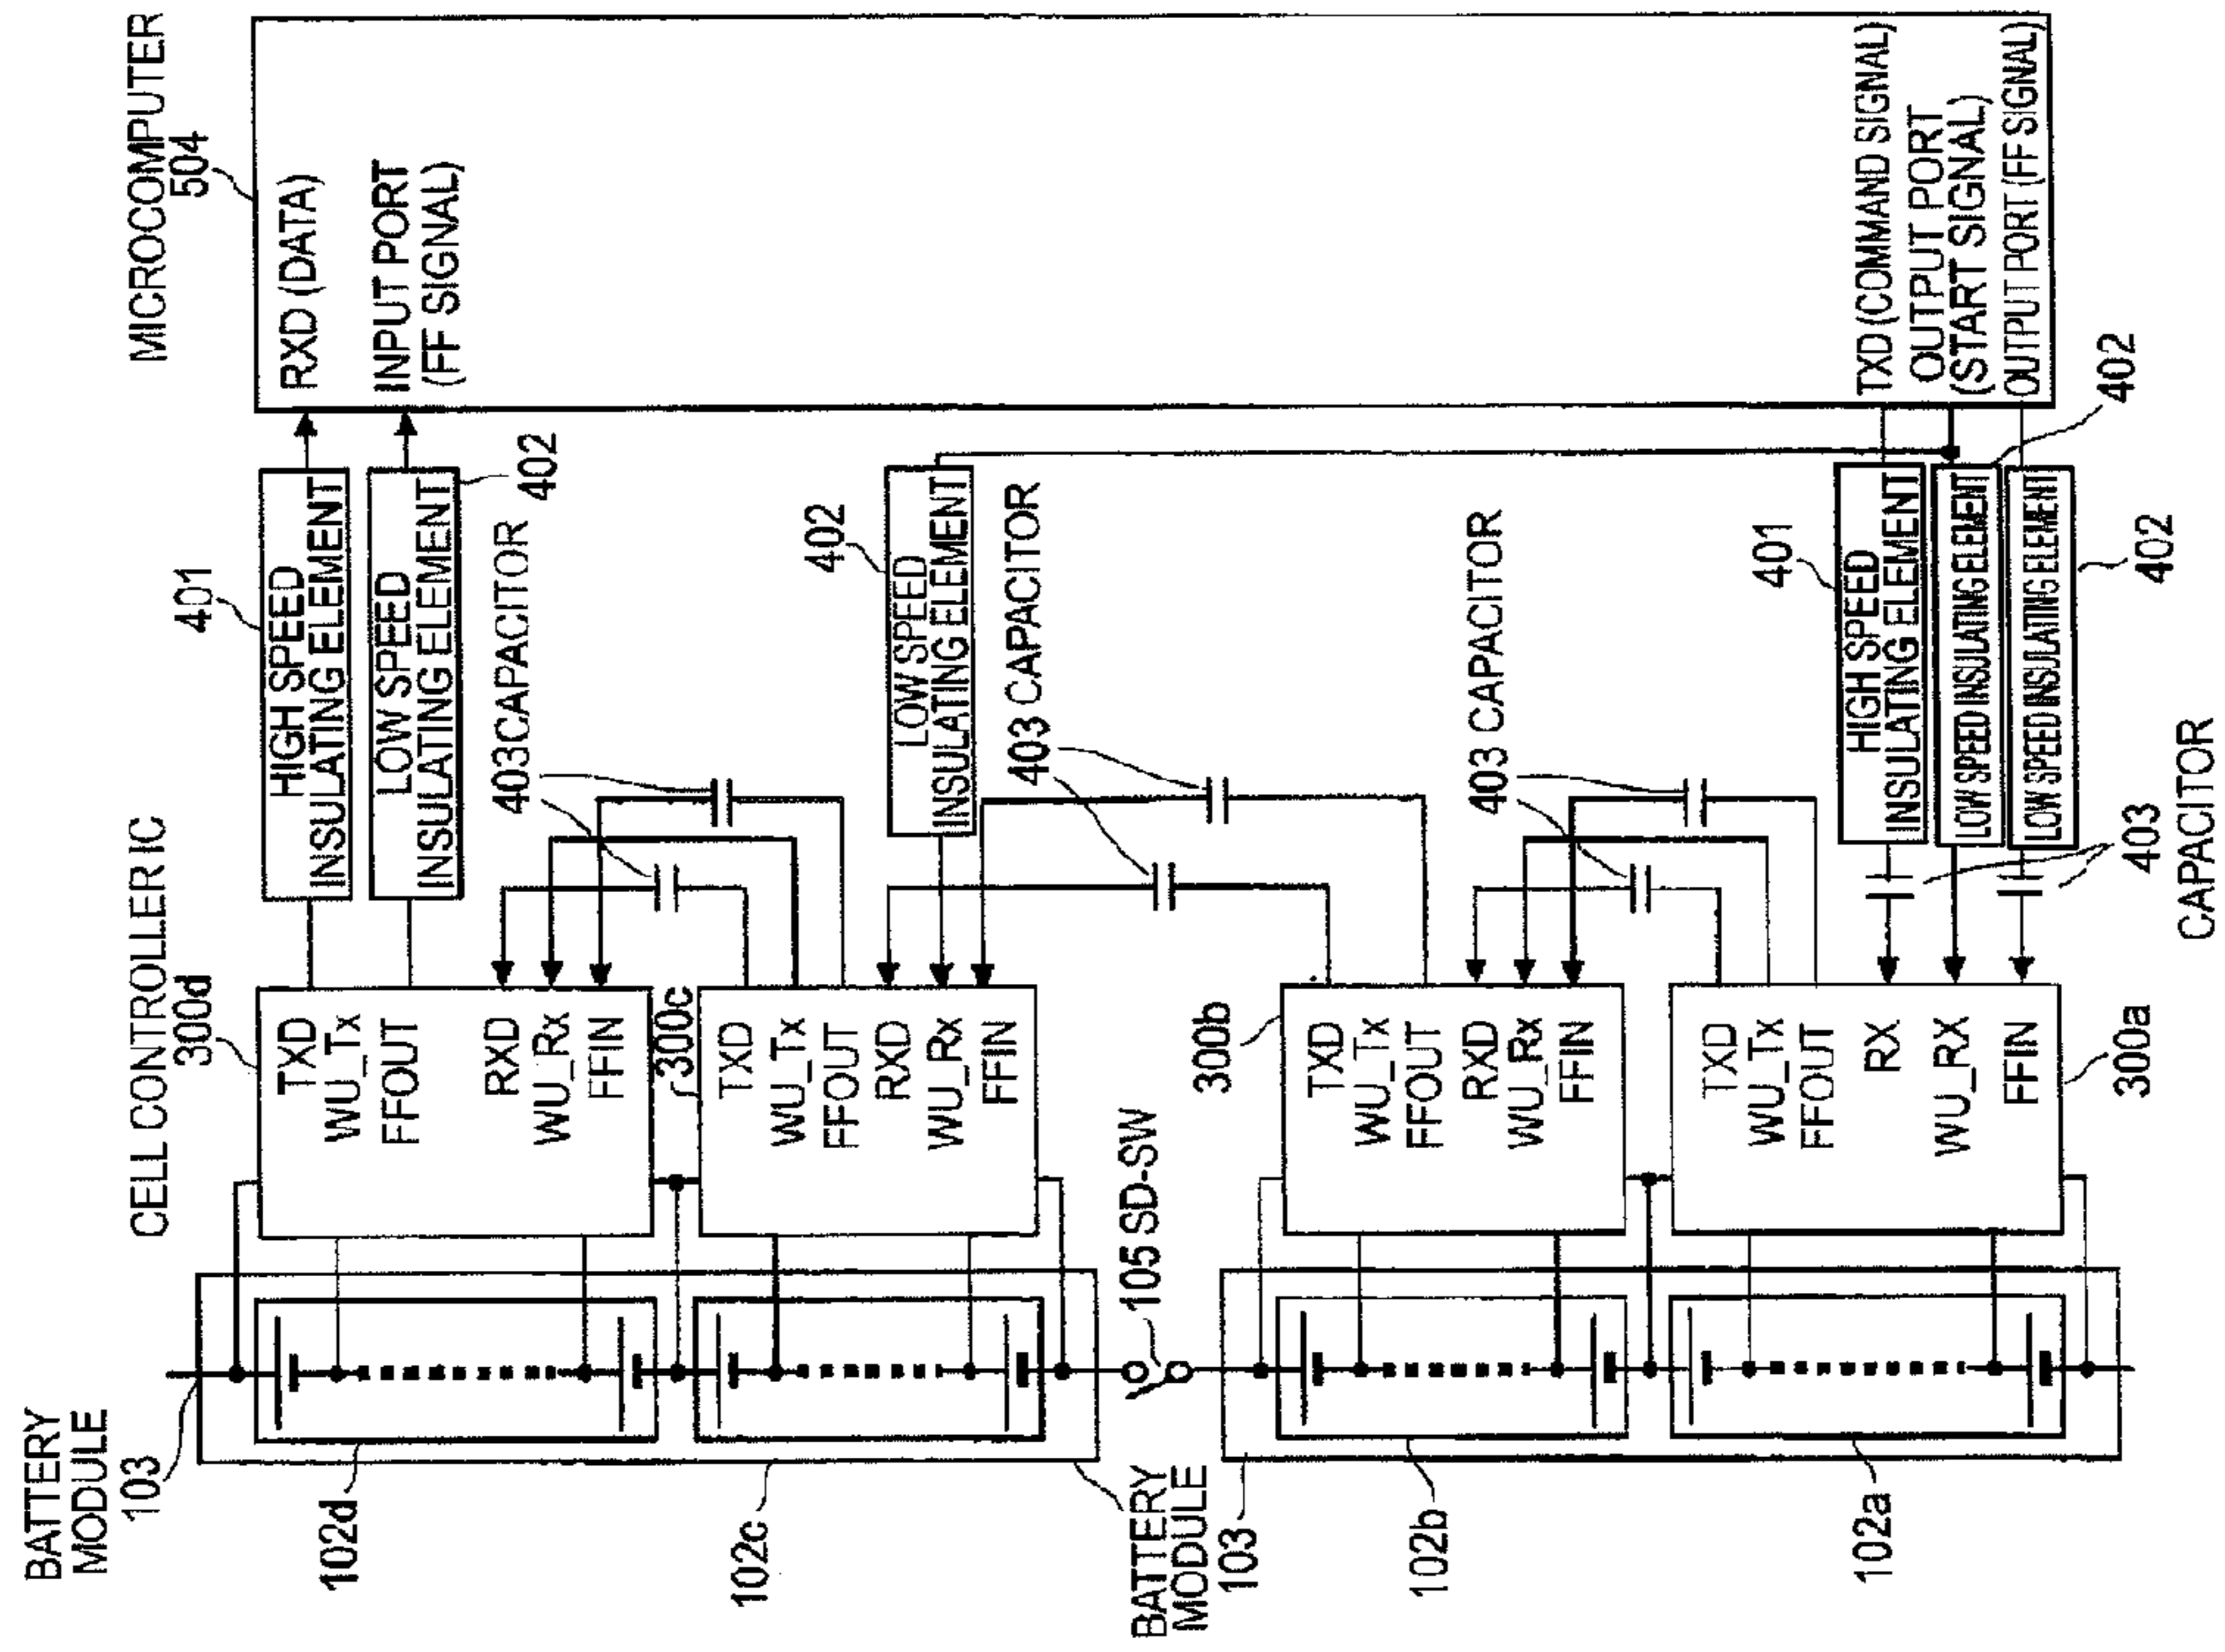 MICROCOMPUTER
504
RXD (DATA)
INPUT PORT
(FF SIGNAL)
TXD (COMMAND SIGNAL)
OUTPUT PORT
(START SIGNAL)
OUTPUT PORT (FF SIGNAL)
401
HIGH SPEED
INSULATING ELEMENT
LOW SPEED
INSULATING ELEMENT
402
403 CAPACITOR
402
LOW SPEED
INSULATING ELEMENT
403 CAPACITOR
403 CAPACITOR
401
HIGH SPEED
INSULATING ELEMENT
LOW SPEED INSULATING ELEMENT
402
LOW SPEED INSULATING ELEMENT
402
403
CAPACITOR
CELL CONTROLLER IC
300d
TXD
WU_Tx
FFOUT
RXD
WU_Rx
FFIN
300c
TXD
WU_Tx
FFOUT
RXD
WU_Rx
FFIN
300b
TXD
WU_Tx
FFOUT
RXD
WU_Rx
FFIN
TXD
WU_Tx
FFOUT
RX
WU_RX
FFIN
300a
105 SD-SW
BATTERY
MODULE
103
102d
102c
BATTERY
MODULE
103
102b
102a